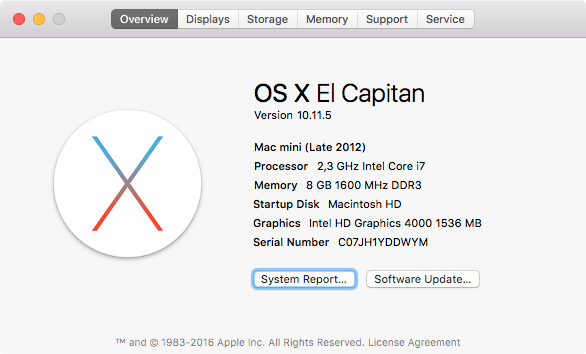 Overview Displays Storage Memory Support Service
OS X El Capitan
Version 10.11.5
Mac mini (Late 2012)
Processor 2,3 GHz Intel Core i7
Memory 8 GB 1600 MHz DDR3
Startup Disk Macintosh HD
Graphics Intel HD Graphics 4000 1536 MB
Serial Number C07JH1YDDWYM
System Report... Software Update...
™ and © 1983-2016 Apple Inc. All Rights Reserved. License Agreement